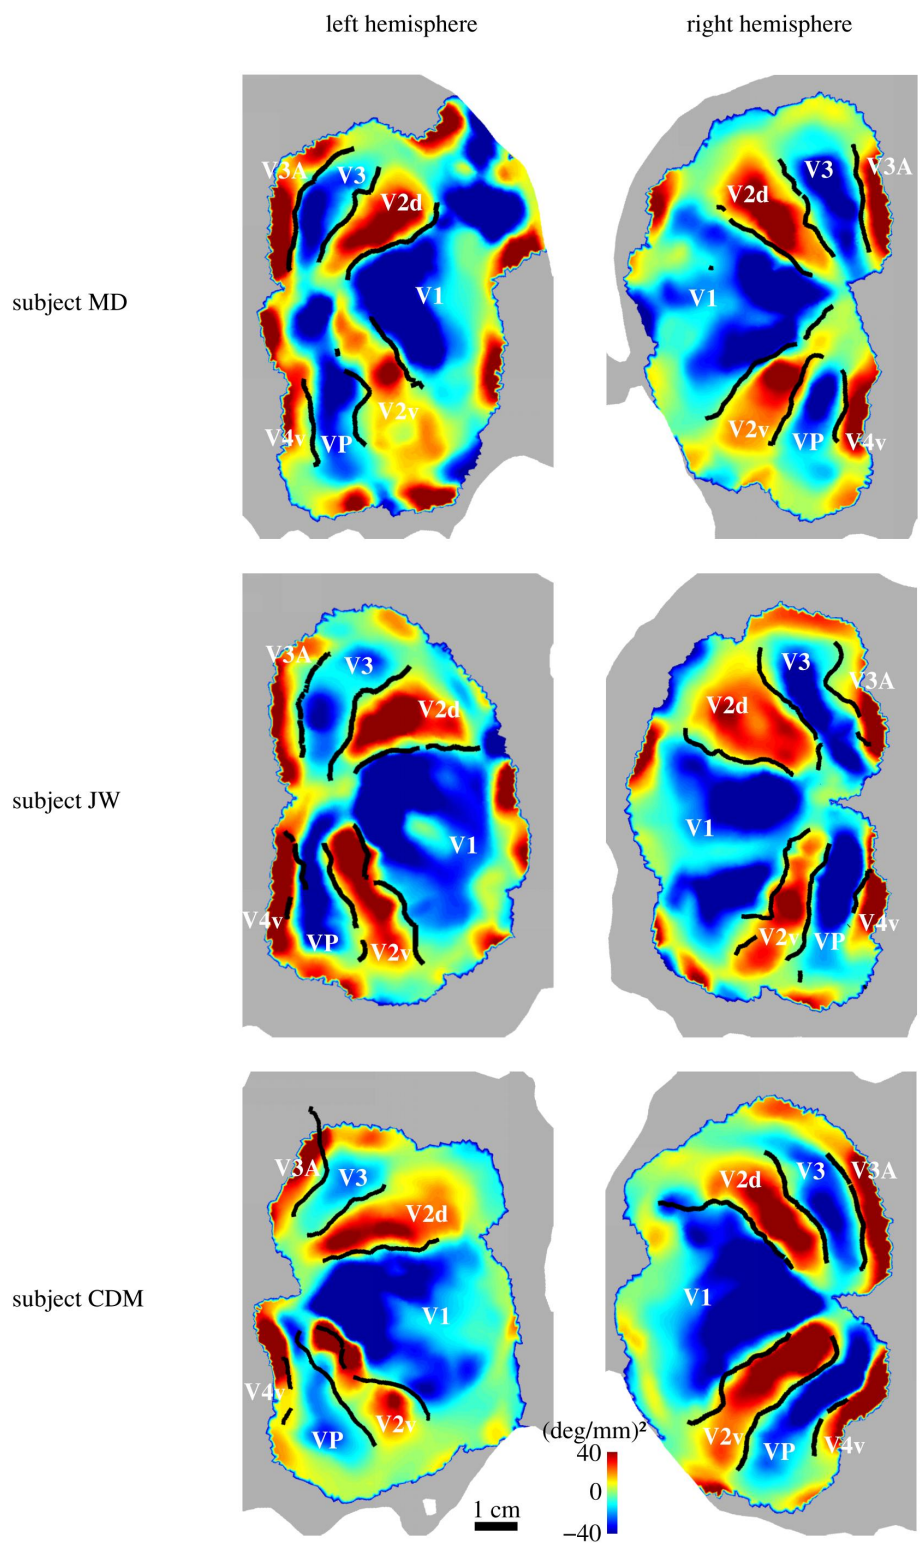 left hemisphere
right hemisphere
V3A
V3
V2d
V1
V2v
V4v
VP
V3
V3A
V2d
V1
V2v
VP
V4v
subject MD
V3A
V3
V2d
V1
V4v
VP
V2v
V3
V3A
V2d
V1
V2v
VP
V4v
subject JW
V3A
V3
V2d
V1
V4v
V2v
VP
V3
V3A
V2d
V1
V2v
VP
V4v
subject CDM
(deg/mm)²
40
0
−40
1 cm